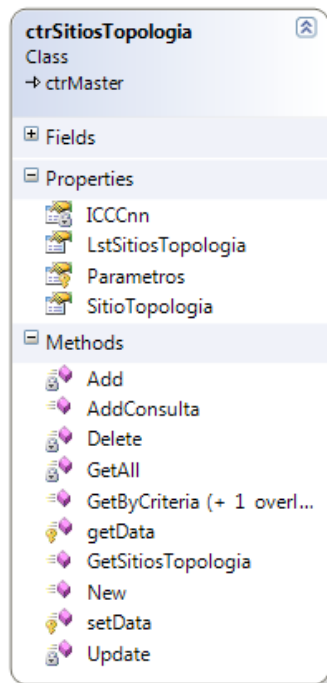 ctrSitiosTopologia
Class
→ ctrMaster
Fields
Properties
ICCCnn
LstSitiosTopologia
Parametros
SitioTopologia
Methods
Add
AddConsulta
Delete
GetAll
GetByCriteria (+ 1 overl...
getData
GetSitiosTopologia
New
setData
Update